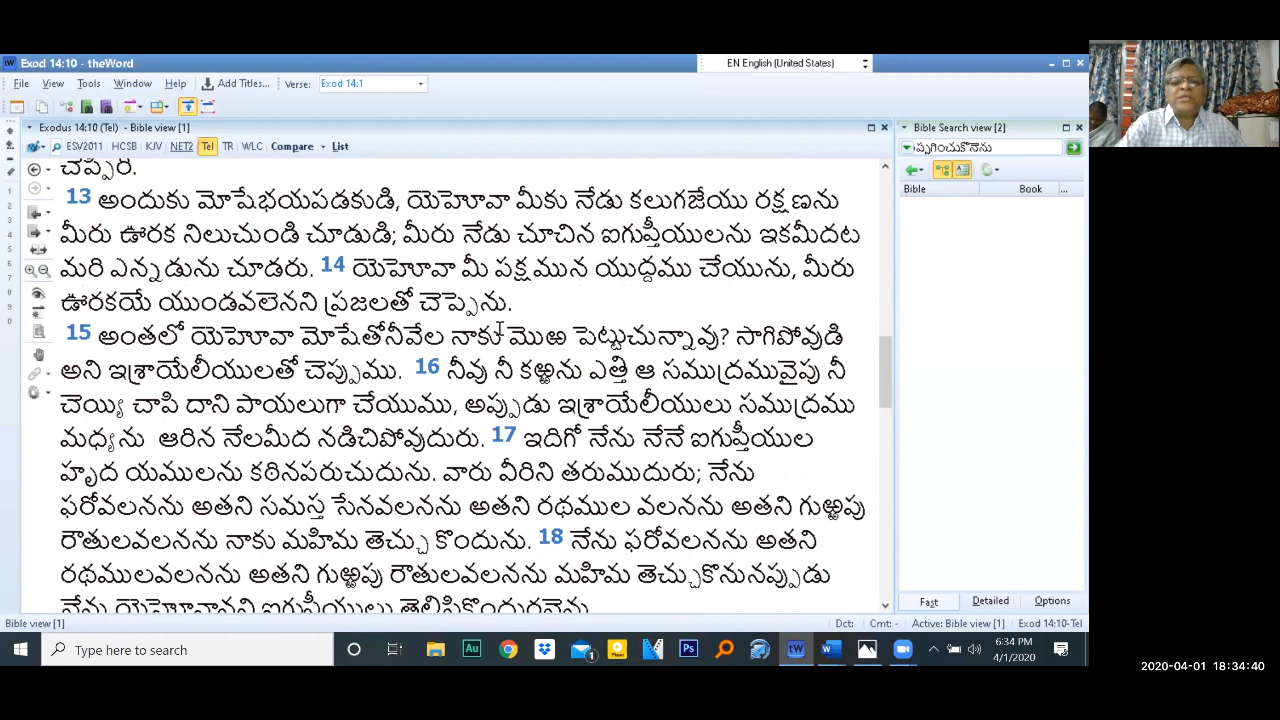 Exod 14:10 - theWord
EN English (United States)
File View Tools Window Help Add Titles... Verse: Exod 14:1
Exodus 14:10 (Tel) - Bible view [1]
Bible Search view [2]
ESV2011 HCSB KJV NET2 Tel TR WLC Compare List
Bible Book ...
చెప్పిరి.
13 అందుకు మోషేభయపడకుడి, యెహోవా మీకు నేడు కలుగజేయు రక్షణను
మీరు ఊరక నిలుచుండి చూడుడి; మీరు నేడు చూచిన ఐగుప్తీయులను ఇకమీదట
మరి ఎన్నడును చూడరు. 14 యెహోవా మీ పక్షమున యుద్దము చేయును, మీరు
ఊరకయే యుండవలెనని ప్రజలతో చెప్పెను.
15 అంతలో యెహోవా మోషేతోనీవేల నాకు మొఱ పెట్టుచున్నావు? సాగిపోవుడి
అని ఇశ్రాయేలీయులతో చెప్పుము. 16 నీవు నీ కఱ్ఱను ఎత్తి ఆ సముద్రమువైపు నీ
చెయ్యి చాపి దాని పాయలుగా చేయుము, అప్పుడు ఇశ్రాయేలీయులు సముద్రము
మధ్యను ఆరిన నేలమీద నడిచిపోవుదురు. 17 ఇదిగో నేను నేనే ఐగుప్తీయుల
హృద యములను కఠినపరుచుదును. వారు వీరిని తరుముదురు; నేను
ఫరోవలనను అతని సమస్త సేనవలనను అతని రథముల వలనను అతని గుఱ్ఱపు
రౌతులవలనను నాకు మహిమ తెచ్చు కొందును. 18 నేను ఫరోవలనను అతని
రథములవలనను అతని గుఱ్ఱపు రౌతులవలనను మహిమ తెచ్చుకొనునప్పుడు
నేను యెహోవానని ఐగుప్తీయులు తెలిసికొందురనెను.
Fast Detailed Options
Bible view [1] Dct: Cmt: - Active: Bible view [1] Exod 14:10-Tel
Type here to search
6:34 PM
4/1/2020
2020-04-01 18:34:40